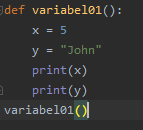 def variabel01():
    x = 5
    y = "John"
    print(x)
    print(y)
variabel01()